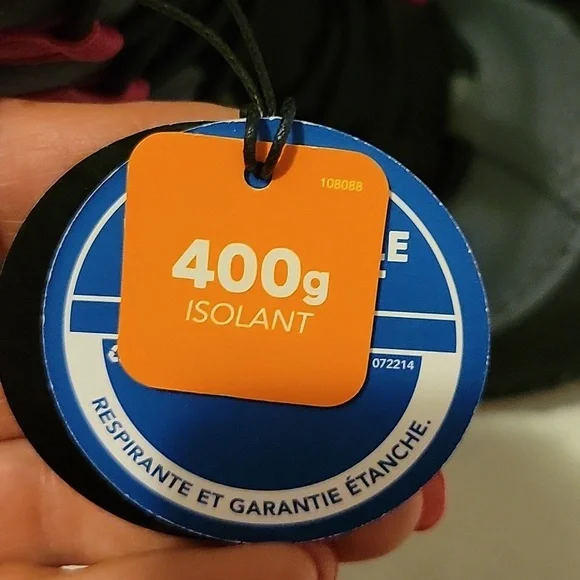 108088
400g
ISOLANT
072214
RESPIRANTE ET GARANTIE ÉTANCHE.